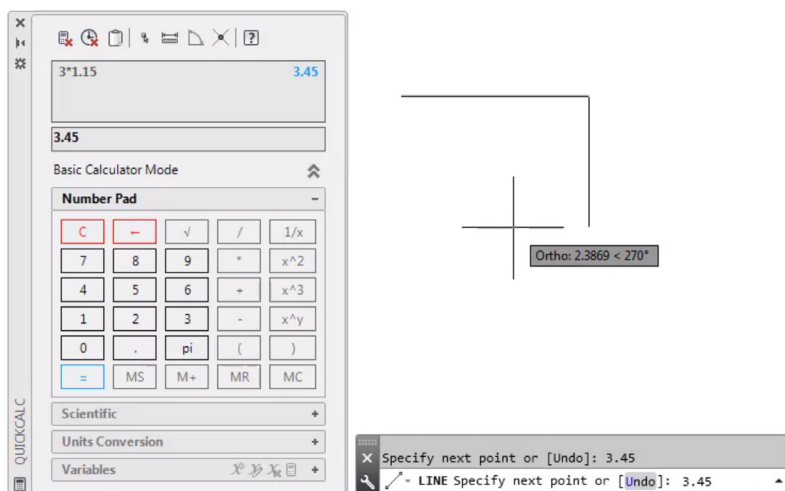 3*1.15 3.45
3.45
Basic Calculator Mode
Number Pad −
C ← √ / 1/x
7 8 9 * x^2
4 5 6 + x^3
1 2 3 - x^y
0 . pi ( )
= MS M+ MR MC
Scientific +
Units Conversion +
Variables +
QUICKCALC
Ortho: 2.3869 < 270°
Specify next point or [Undo]: 3.45
LINE Specify next point or [Undo]: 3.45